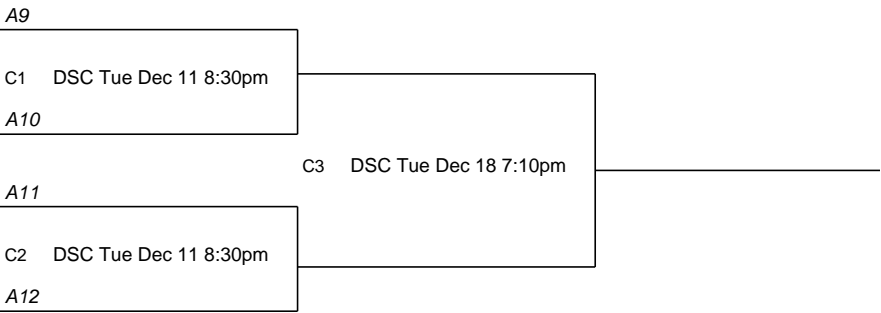 A9
C1 DSC Tue Dec 11 8:30pm
A10
C3 DSC Tue Dec 18 7:10pm
A11
C2 DSC Tue Dec 11 8:30pm
A12